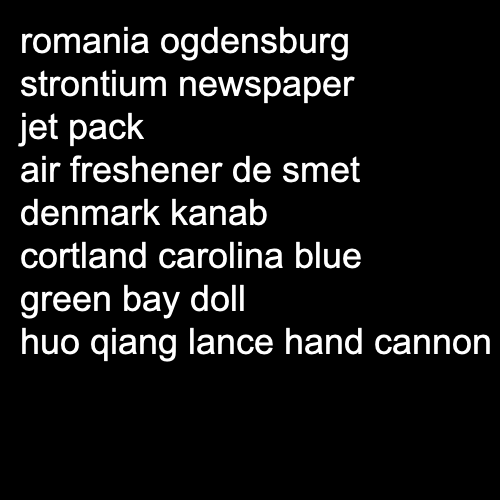 romania ogdensburg
strontium newspaper
jet pack
air freshener de smet
denmark kanab
cortland carolina blue
green bay doll
huo qiang lance hand cannon